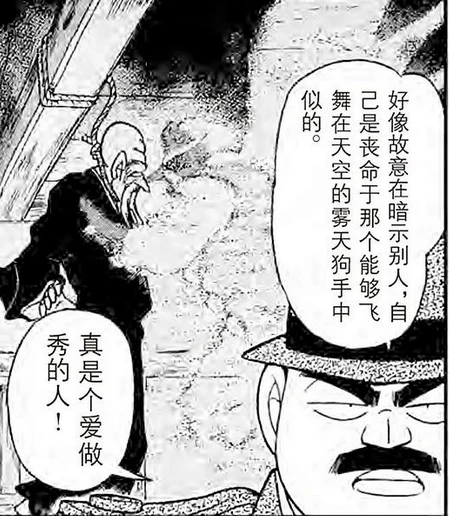 好像故意在暗示别人，自
己是丧命于那个能够飞
舞在天空的雾天狗手中
似的。
真是个爱做
秀的人！